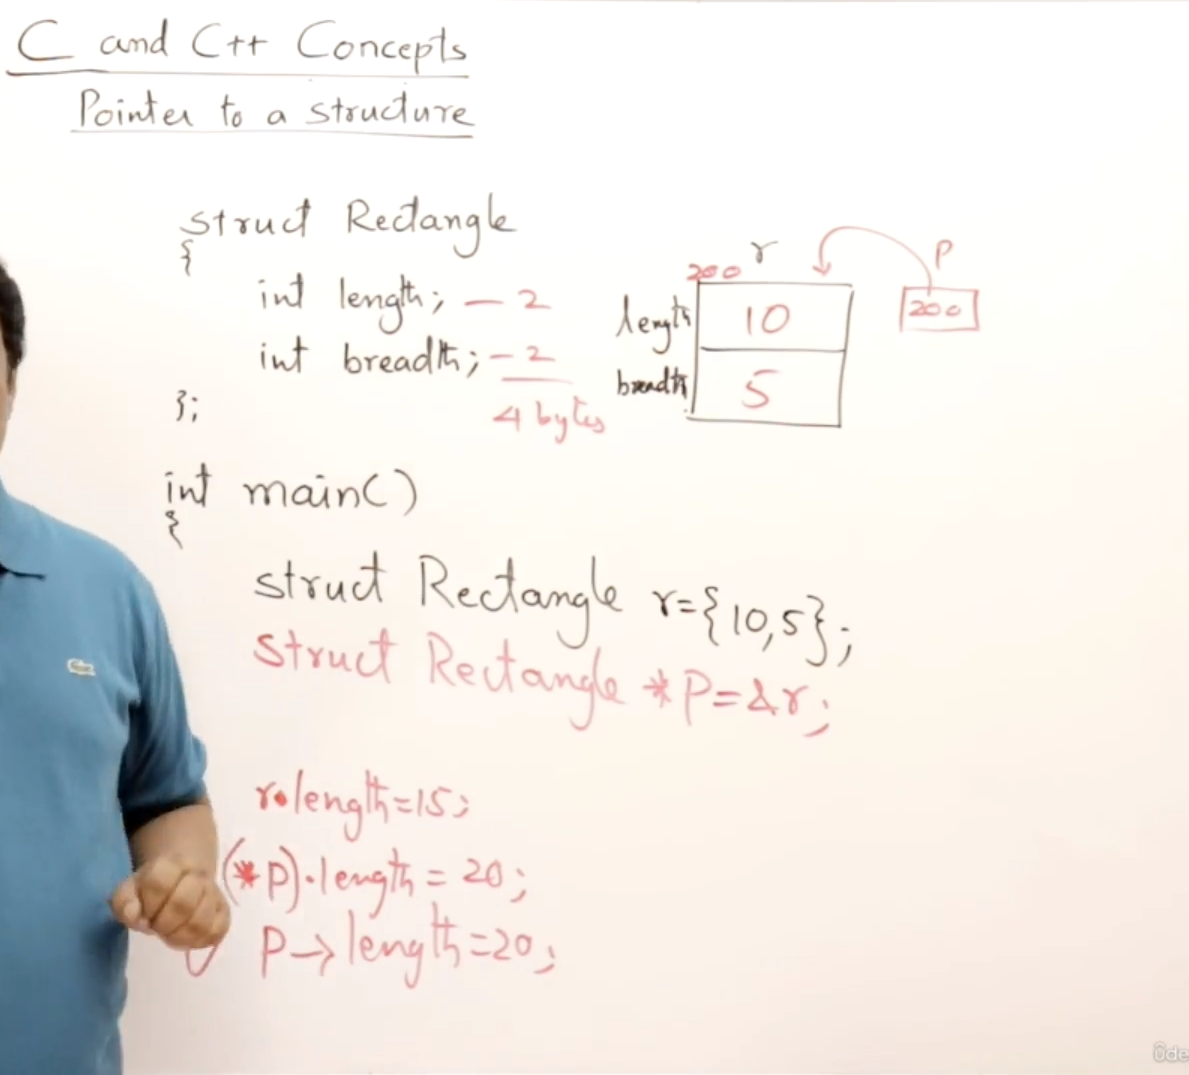 C and C++ Concepts
Pointer to a structure
struct Rectangle
{
int length; — 2
int breadth; — 2
4 bytes
};
r
200
length 10
breadth 5
p
200
int main()
{
struct Rectangle r={10,5};
struct Rectangle *p=&r;
r.length=15;
(*p).length = 20;
p→length=20;